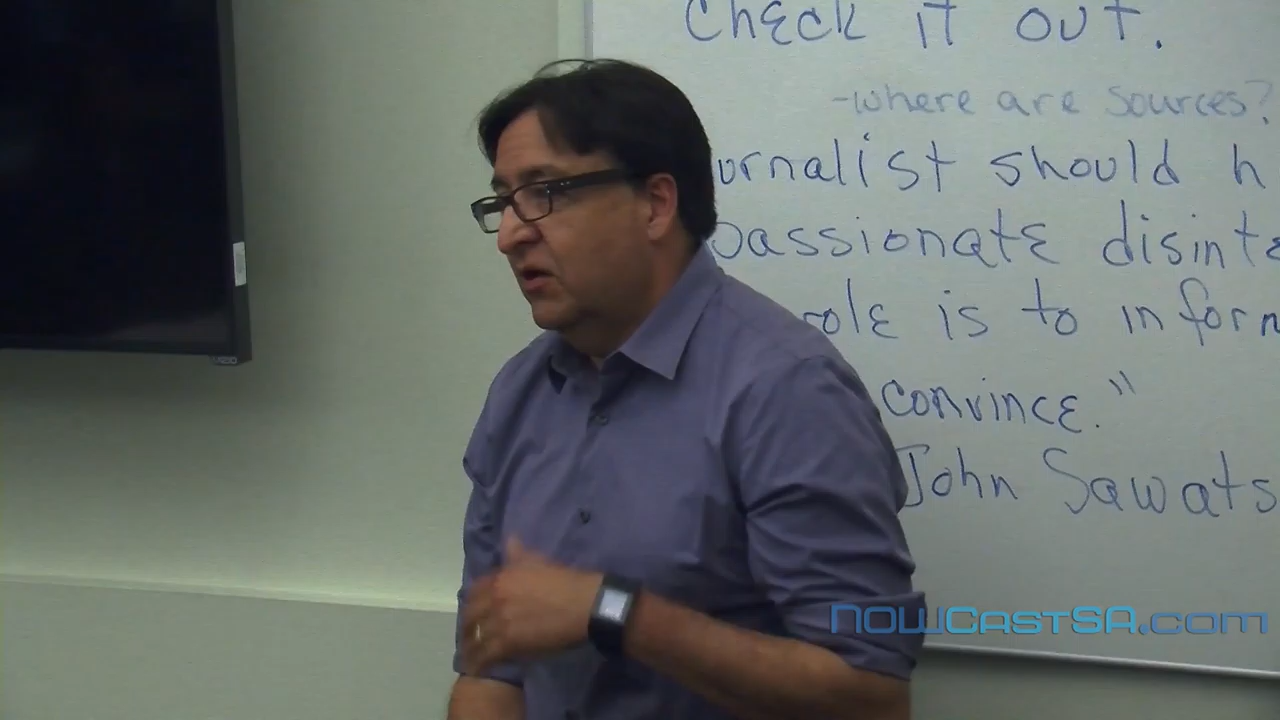 Check it out.
-where are sources?
urnalist should h
passionate disinte
role is to inform
convince."
John Sawats
NOWCastSA.com